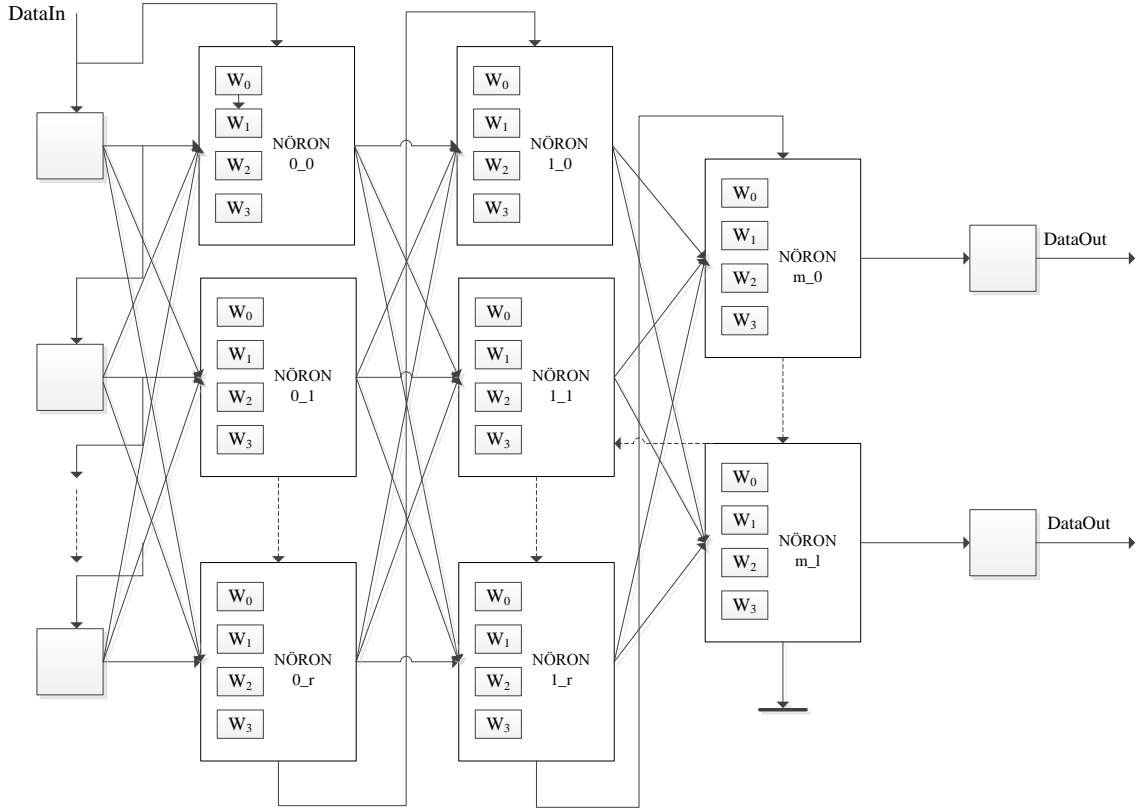 DataIn
W₀
W₁
W₂
W₃
NÖRON
0_0
W₀
W₁
W₂
W₃
NÖRON
1_0
W₀
W₁
W₂
W₃
NÖRON
m_0
DataOut
W₀
W₁
W₂
W₃
NÖRON
0_1
W₀
W₁
W₂
W₃
NÖRON
1_1
W₀
W₁
W₂
W₃
NÖRON
m_l
DataOut
W₀
W₁
W₂
W₃
NÖRON
0_r
W₀
W₁
W₂
W₃
NÖRON
1_r